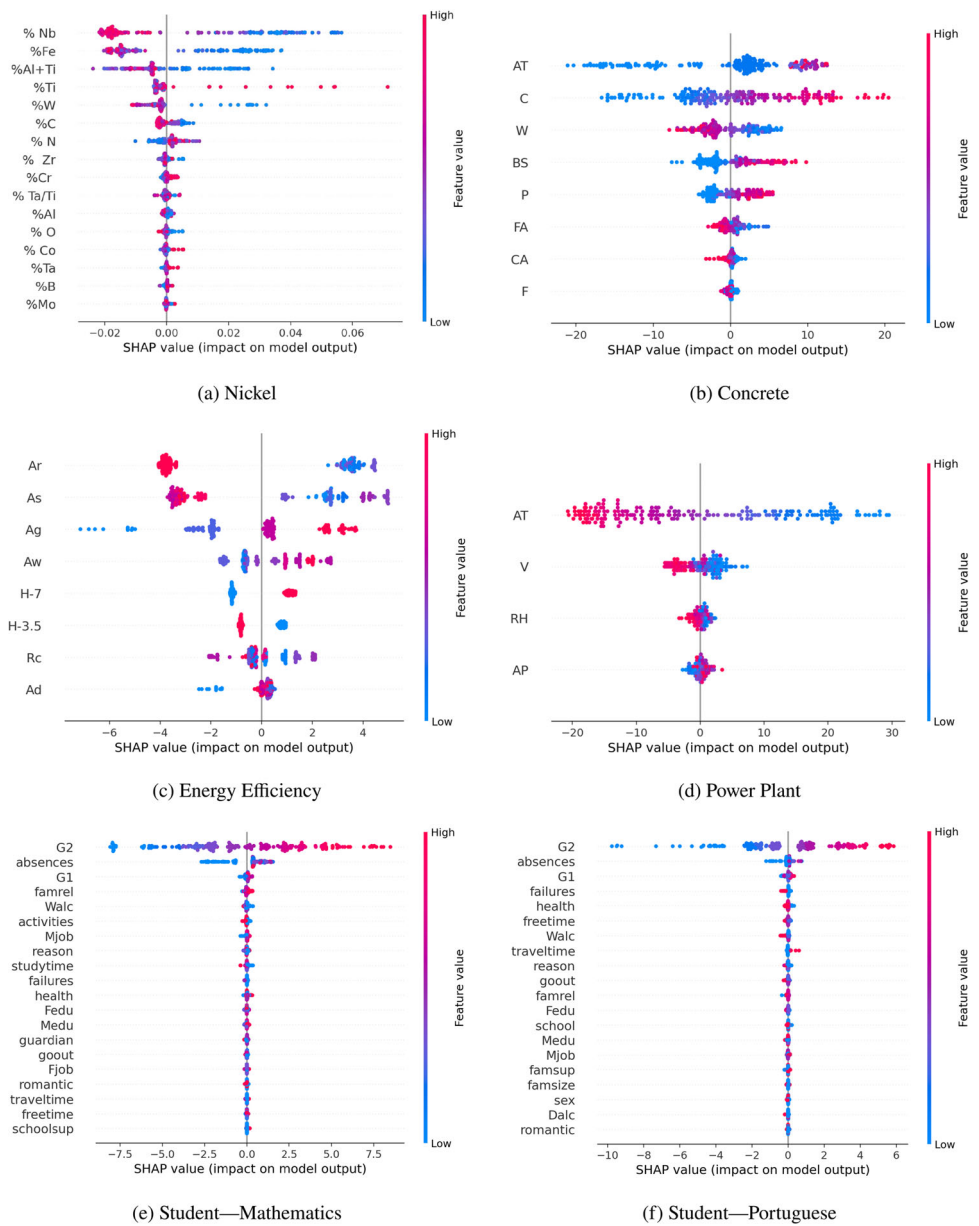 High
% Nb
%Fe
%Al+Ti
%Ti
%W
%C
% N
% Zr
%Cr
% Ta/Ti
%Al
% O
% Co
%Ta
%B
%Mo
Feature value
Low
−0.02 0.00 0.02 0.04 0.06
SHAP value (impact on model output)
(a) Nickel
High
AT
C
W
BS
P
FA
CA
F
Feature value
Low
−20 −10 0 10 20
SHAP value (impact on model output)
(b) Concrete
High
Ar
As
Ag
Aw
H-7
H-3.5
Rc
Ad
Feature value
Low
−6 −4 −2 0 2 4
SHAP value (impact on model output)
(c) Energy Efficiency
High
AT
V
RH
AP
Feature value
Low
−20 −10 0 10 20 30
SHAP value (impact on model output)
(d) Power Plant
High
G2
absences
G1
famrel
Walc
activities
Mjob
reason
studytime
failures
health
Fedu
Medu
guardian
goout
Fjob
romantic
traveltime
freetime
schoolsup
Feature value
Low
−7.5 −5.0 −2.5 0.0 2.5 5.0 7.5
SHAP value (impact on model output)
(e) Student—Mathematics
High
G2
absences
G1
failures
health
freetime
Walc
traveltime
reason
goout
famrel
Fedu
school
Medu
Mjob
famsup
famsize
sex
Dalc
romantic
Feature value
Low
−10 −8 −6 −4 −2 0 2 4 6
SHAP value (impact on model output)
(f) Student—Portuguese